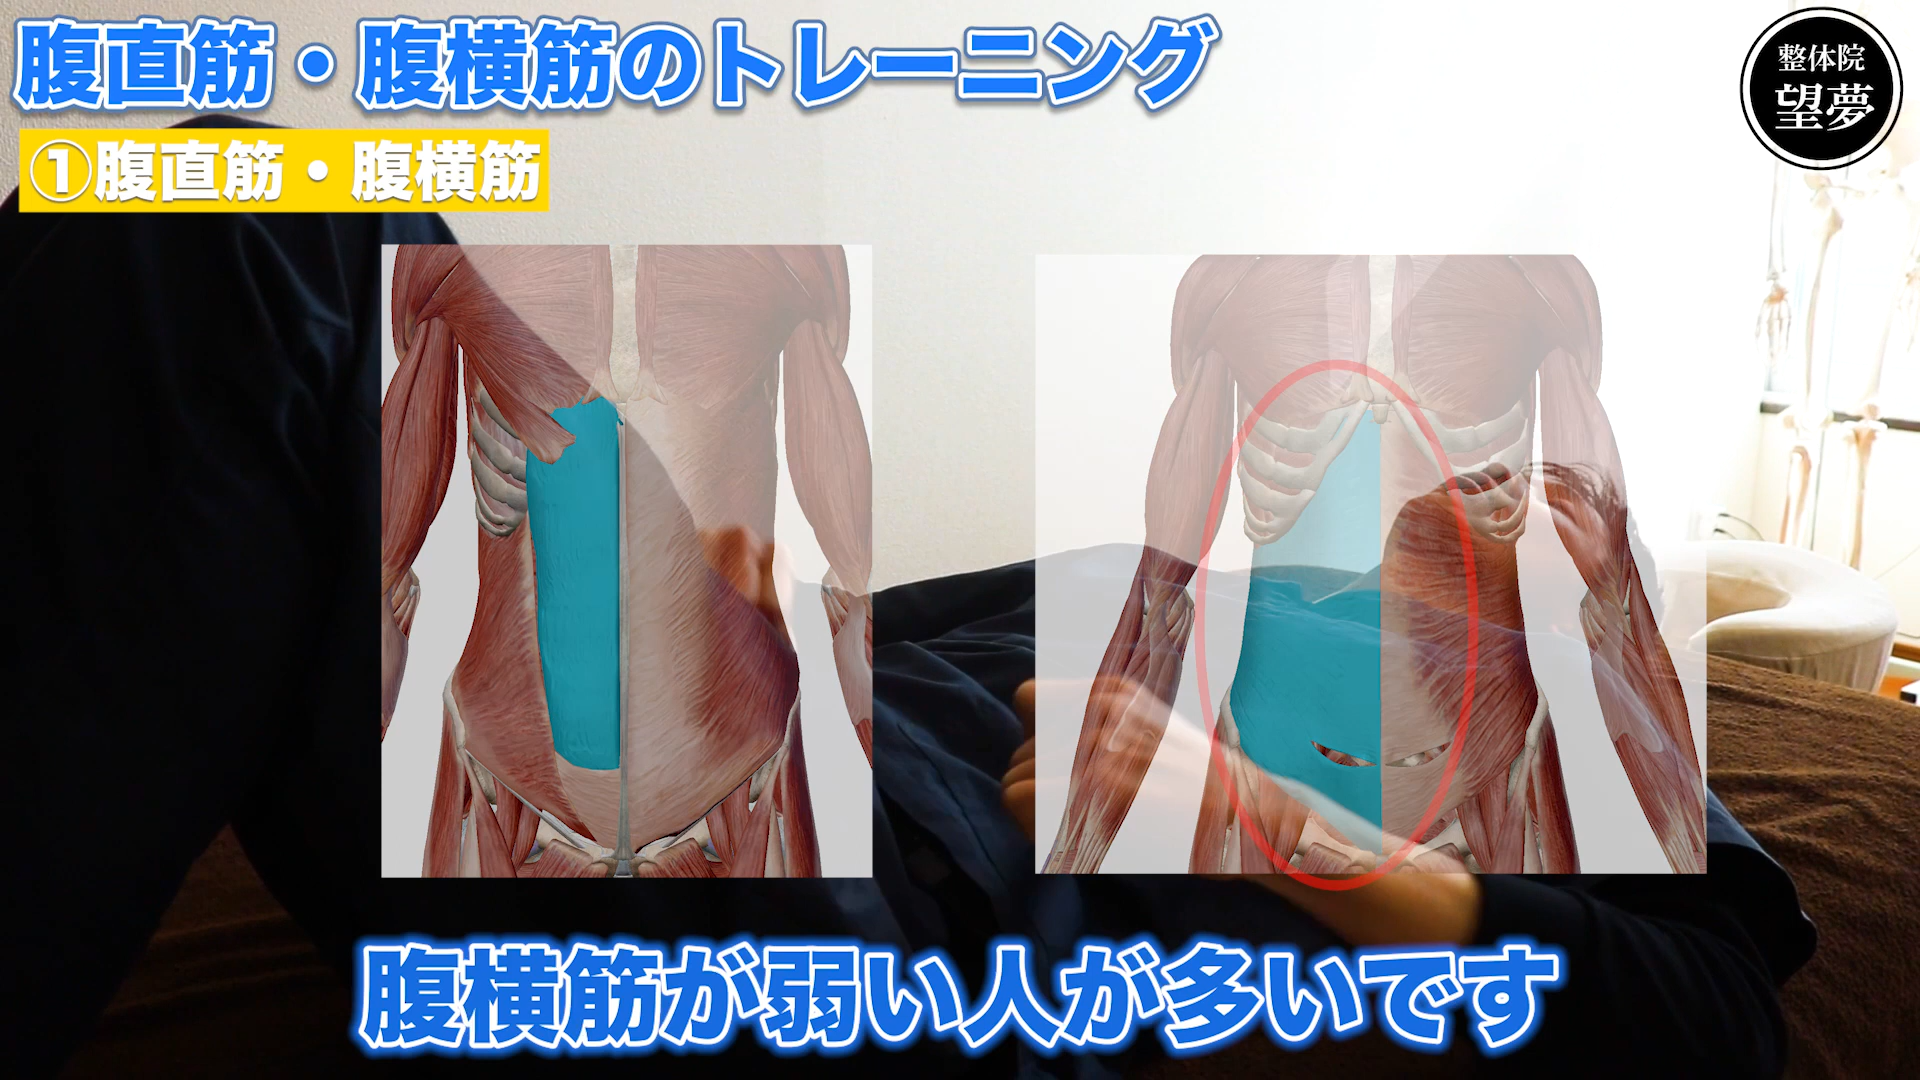 腹直筋・腹横筋のトレーニング
整体院
望夢
①腹直筋・腹横筋
腹横筋が弱い人が多いです